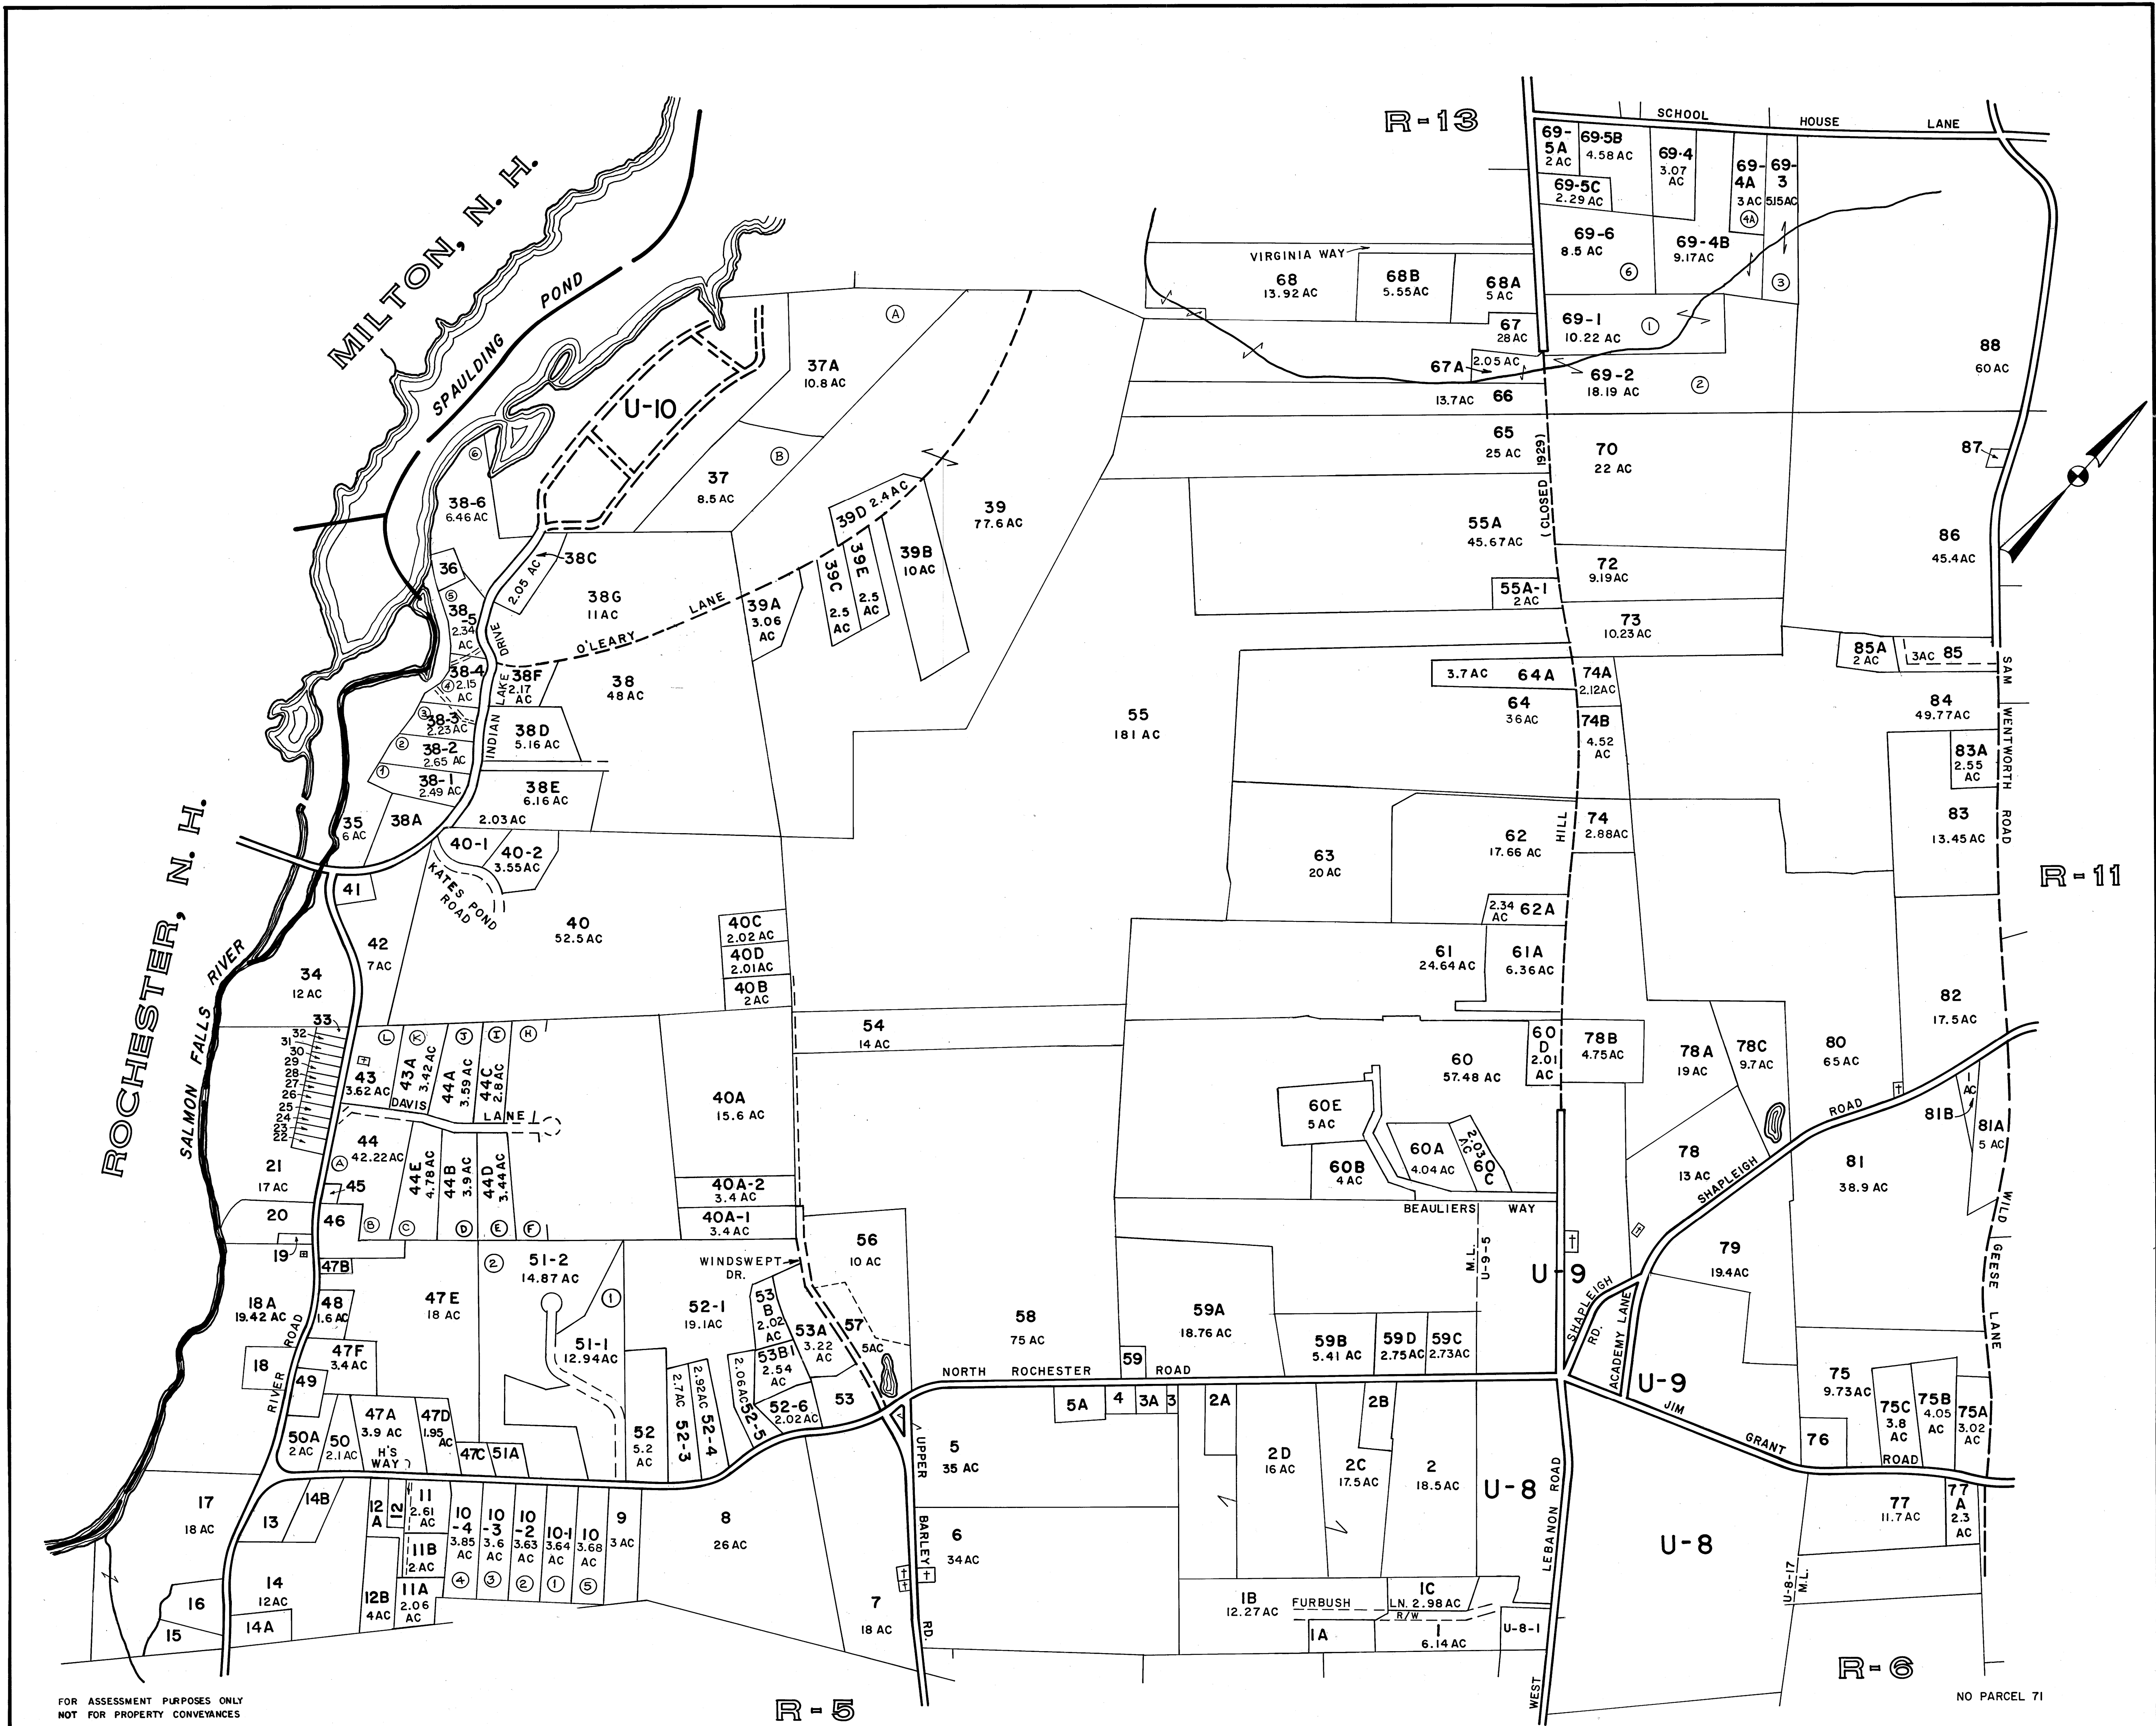 R-13
SCHOOL HOUSE LANE
69-5A
2 AC
69-5B
4.58 AC
69-4
3.07 AC
69-4A
3 AC
4A
69-3
5.15 AC
69-5C
2.29 AC
69-6
8.5 AC
6
69-4B
9.17 AC
3
MILTON, N. H.
SPAULDING POND
VIRGINIA WAY
68
13.92 AC
68B
5.55 AC
68A
5 AC
67
28 AC
69-1
10.22 AC
1
67A
2.05 AC
69-2
18.19 AC
2
13.7 AC 66
88
60 AC
A
37A
10.8 AC
U-10
B
37
8.5 AC
65
25 AC
(CLOSED 1929)
70
22 AC
87
6
38-6
6.46 AC
39D 2.4 AC
39
77.6 AC
39B
10 AC
39E
2.5 AC
39C
2.5 AC
39A
3.06 AC
55A
45.67 AC
86
45.4 AC
72
9.19 AC
55A-1
2 AC
73
10.23 AC
36
38C
2.05 AC
38G
11 AC
O'LEARY LANE
5
38-5
2.34 AC
38-4
4
2.15 AC
38F
2.17 AC
38
48 AC
3
38-3
2.23 AC
38D
5.16 AC
2
38-2
2.65 AC
1
38-1
2.49 AC
38E
6.16 AC
2.03 AC
INDIAN LAKE DRIVE
85A
2 AC
3 AC 85
3.7 AC 64A
74A
2.12 AC
64
36 AC
74B
4.52 AC
84
49.77 AC
SAM WENTWORTH ROAD
83A
2.55 AC
83
13.45 AC
55
181 AC
35
6 AC
38A
40-1
40-2
3.55 AC
KATES POND ROAD
41
62
17.66 AC
HILL
74
2.88 AC
63
20 AC
R-11
ROCHESTER, N. H.
SALMON FALLS RIVER
42
7 AC
40
52.5 AC
40C
2.02 AC
40D
2.01 AC
40B
2 AC
2.34 AC 62A
61
24.64 AC
61A
6.36 AC
34
12 AC
82
17.5 AC
33
32
31
30
29
28
27
26
25
24
23
22
L
K
J
I
H
43
3.62 AC
43A
3.42 AC
44A
3.59 AC
44C
2.8 AC
DAVIS LANE
54
14 AC
60D
2.01 AC
60
57.48 AC
78B
4.75 AC
78A
19 AC
78C
9.7 AC
80
65 AC
40A
15.6 AC
60E
5 AC
60A
4.04 AC
2.03 AC
60C
60B
4 AC
1 AC
81B
81A
5 AC
SALMON FALLS
21
17 AC
44
42.22 AC
A
45
44E
4.78 AC
44B
3.9 AC
44D
3.44 AC
40A-2
3.4 AC
40A-1
3.4 AC
78
13 AC
SHAPLEIGH ROAD
81
38.9 AC
20
46
B
C
D
E
F
19
BEAULIERS WAY
M.L.
U-9-5
U-9
WILD GEESE LANE
47B
2
51-2
14.87 AC
WINDSWEPT DR.
56
10 AC
79
19.4 AC
18A
19.42 AC
48
1.6 AC
47E
18 AC
1
51-1
12.94 AC
52-1
19.1 AC
53B
2.02 AC
53A
3.22 AC
57
5 AC
58
75 AC
59A
18.76 AC
SHAPLEIGH RD.
ACADEMY LANE
RIVER ROAD
18
47F
3.4 AC
49
53B1
2.54 AC
59
59B
5.41 AC
59D
2.75 AC
59C
2.73 AC
NORTH ROCHESTER ROAD
75
9.73 AC
U-9
52
5.2 AC
2.7 AC 52-3
2.92 AC 52-4
2.06 AC 52-5
52-6
2.02 AC
53
50A
2 AC
50
2.1 AC
47A
3.9 AC
H'S WAY
47D
1.95 AC
47C
51A
5A
4
3A
3
2A
2B
JIM GRANT ROAD
76
75C
3.8 AC
75B
4.05 AC
75A
3.02 AC
UPPER BARLEY RD.
5
35 AC
2D
16 AC
2C
17.5 AC
2
18.5 AC
U-8
WEST LEBANON ROAD
17
18 AC
13
14B
12A
12
11
2.61 AC
10-4
3.85 AC
4
10-3
3.6 AC
3
10-2
3.63 AC
2
10-1
3.64 AC
1
10
3.68 AC
5
9
3 AC
8
26 AC
6
34 AC
U-8
77
11.7 AC
77A
2.3 AC
11B
2 AC
16
15
14
12 AC
14A
12B
4 AC
11A
2.06 AC
7
18 AC
1B
12.27 AC
FURBUSH LN.
R/W
1C
2.98 AC
1A
1
6.14 AC
U-8-1
U-8-17
M.L.
R-6
R-5
FOR ASSESSMENT PURPOSES ONLY
NOT FOR PROPERTY CONVEYANCES
NO PARCEL 71